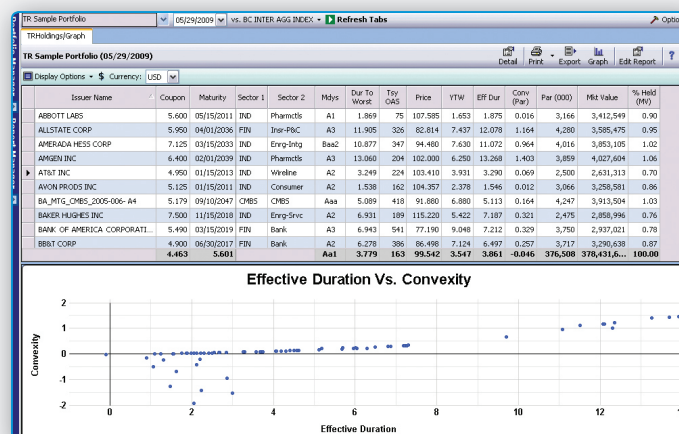 TR Sample Portfolio 05/29/2009 vs. BC INTER AGG INDEX Refresh Tabs Optio
TRHoldings/Graph
TR Sample Portfolio (05/29/2009) Detail Print Export Graph Edit Report ?
Display Options $ Currency: USD
Issuer Name Coupon Maturity Sector 1 Sector 2 Mdys Dur To Worst Tsy OAS Price YTW Eff Dur Conv (Par) Par (000) Mkt Value % Held (MV)
ABBOTT LABS 5.600 05/15/2011 IND Pharmctls A1 1.869 75 107.585 1.653 1.875 0.016 3,166 3,412,549 0.90
ALLSTATE CORP 5.950 04/01/2036 FIN Insr-P&C A3 11.905 326 82.814 7.437 12.078 1.164 4,280 3,585,475 0.95
AMERADA HESS CORP 7.125 03/15/2033 IND Enrg-Intg Baa2 10.877 347 94.480 7.630 11.072 0.964 4,016 3,853,105 1.02
AMGEN INC 6.400 02/01/2039 IND Pharmctls A3 13.060 204 102.000 6.250 13.268 1.403 3,859 4,027,604 1.06
AT&T INC 4.950 01/15/2013 IND Wireline A2 3.249 224 103.410 3.931 3.290 0.069 2,500 2,631,313 0.70
AVON PRODS INC 5.125 01/15/2011 IND Consumer A2 1.538 162 104.357 2.378 1.546 0.012 3,066 3,258,581 0.86
BA_MTG_CMBS_2005-006- A4 5.179 09/10/2047 CMBS CMBS Aaa 5.089 418 91.880 6.880 5.113 0.164 4,247 3,913,504 1.03
BAKER HUGHES INC 7.500 11/15/2018 IND Enrg-Srvc A2 6.931 189 115.220 5.422 7.187 0.321 2,475 2,858,996 0.76
BANK OF AMERICA CORPORATI... 5.490 03/15/2019 FIN Bank A3 6.943 541 77.190 9.048 7.212 0.329 3,750 2,937,021 0.78
BB&T CORP 4.900 06/30/2017 FIN Bank A2 6.278 386 86.498 7.124 6.497 0.257 3,717 3,290,638 0.87
4.463 5.601 Aa1 3.779 163 99.542 3.547 3.861 -0.046 376,508 378,431,6... 100.00
Effective Duration Vs. Convexity
2
1
0
-1
-2
Convexity
0 2 4 6 8 10 12
Effective Duration